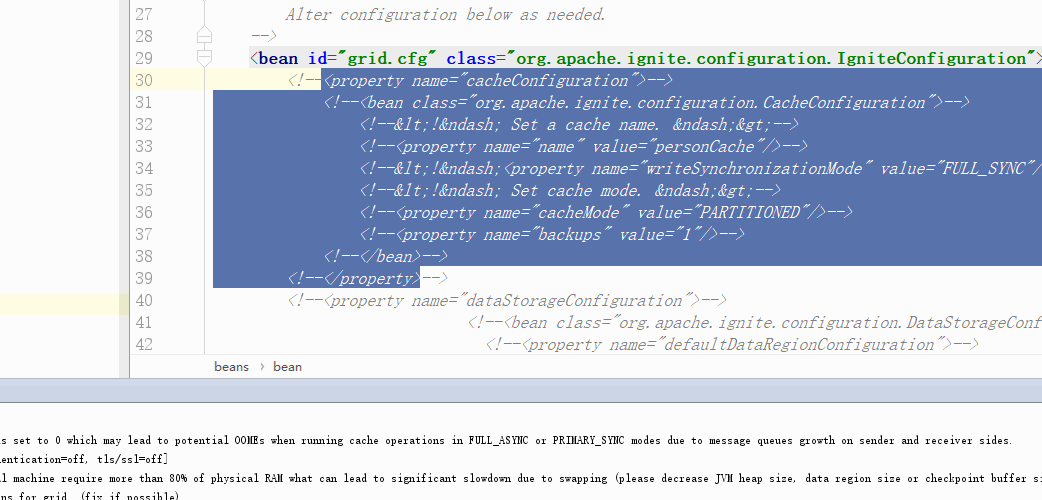 27 Alter configuration below as needed.
28 -->
29 <bean id="grid.cfg" class="org.apache.ignite.configuration.IgniteConfiguration">
30 <!--<property name="cacheConfiguration">-->
31 <!--<bean class="org.apache.ignite.configuration.CacheConfiguration">-->
32 <!--&lt;!&ndash; Set a cache name. &ndash;&gt;-->
33 <!--<property name="name" value="personCache"/>-->
34 <!--&lt;!&ndash;<property name="writeSynchronizationMode" value="FULL_SYNC"/
35 <!--&lt;!&ndash; Set cache mode. &ndash;&gt;-->
36 <!--<property name="cacheMode" value="PARTITIONED"/>-->
37 <!--<property name="backups" value="1"/>-->
38 <!--</bean>-->
39 <!--</property>-->
40 <!--<property name="dataStorageConfiguration">-->
41 <!--<bean class="org.apache.ignite.configuration.DataStorageConf
42 <!--<property name="defaultDataRegionConfiguration">-->
beans › bean
s set to 0 which may lead to potential OOMEs when running cache operations in FULL_ASYNC or PRIMARY_SYNC modes due to message queues growth on sender and receiver sides.
entication=off, tls/ssl=off]
l machine require more than 80% of physical RAM what can lead to significant slowdown due to swapping (please decrease JVM heap size, data region size or checkpoint buffer si
ns for grid (fix if possible)